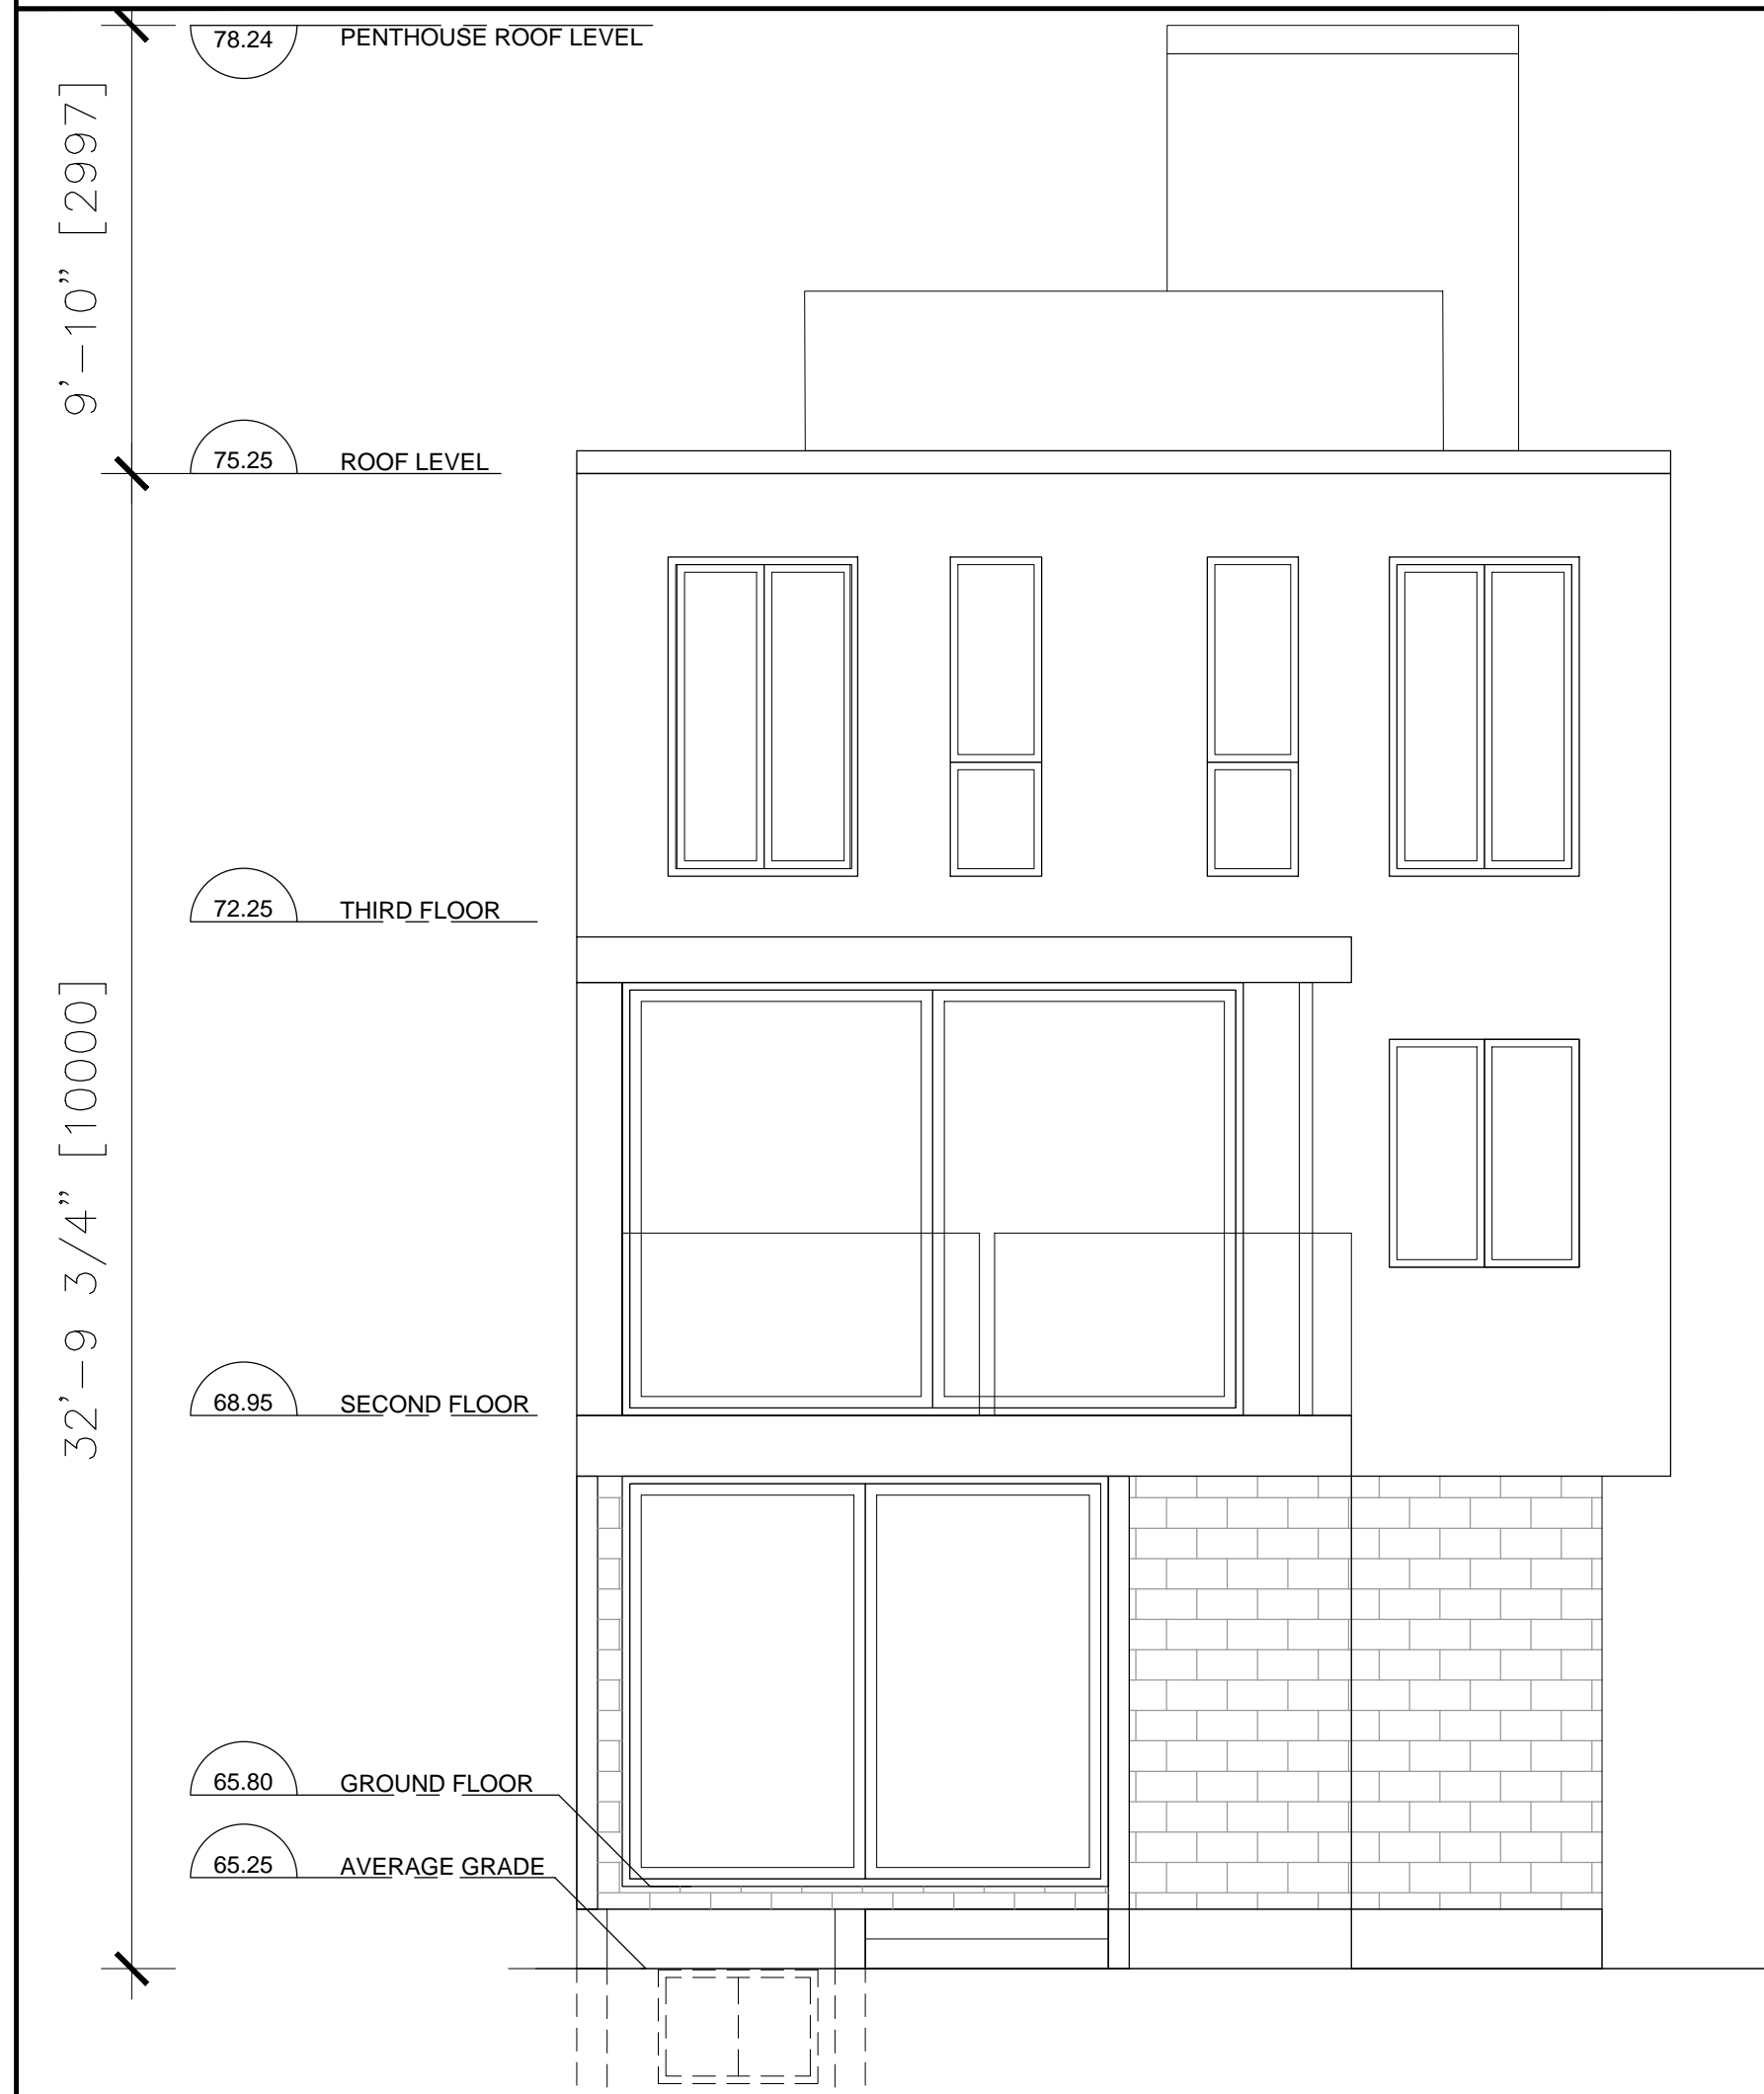 78.24 PENTHOUSE ROOF LEVEL
9'-10" [2997]
75.25 ROOF LEVEL
72.25 THIRD FLOOR
32'-9 3/4" [10000]
68.95 SECOND FLOOR
65.80 GROUND FLOOR
65.25 AVERAGE GRADE